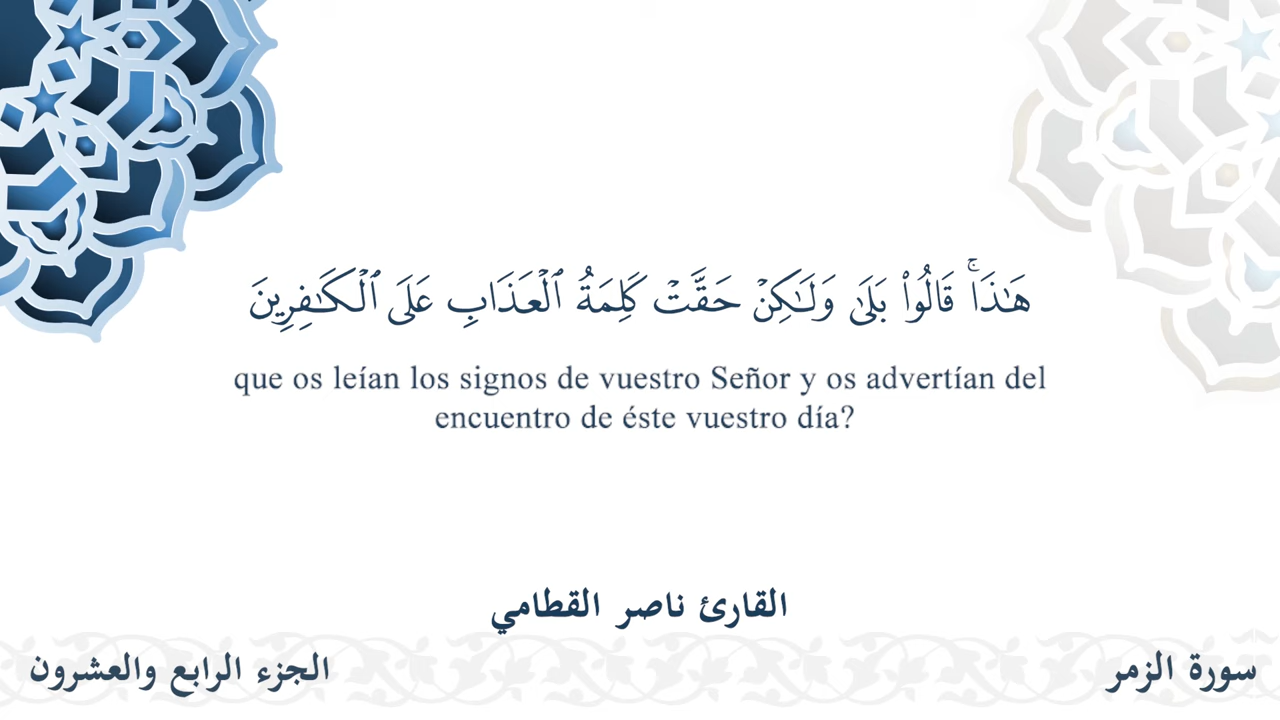 هَـٰذَاۚ قَالُوا۟ بَلَىٰ وَلَـٰكِنْ حَقَّتْ كَلِمَةُ ٱلْعَذَابِ عَلَى ٱلْكَـٰفِرِينَ
que os leían los signos de vuestro Señor y os advertían del
encuentro de éste vuestro día?
القارئ ناصر القطامي
سورة الزمر
الجزء الرابع والعشرون